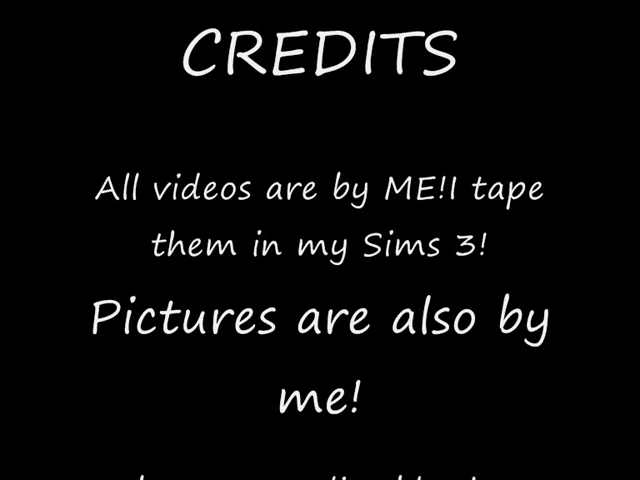 CREDITS
All videos are by ME!I tape
them in my Sims 3!
Pictures are also by
me!